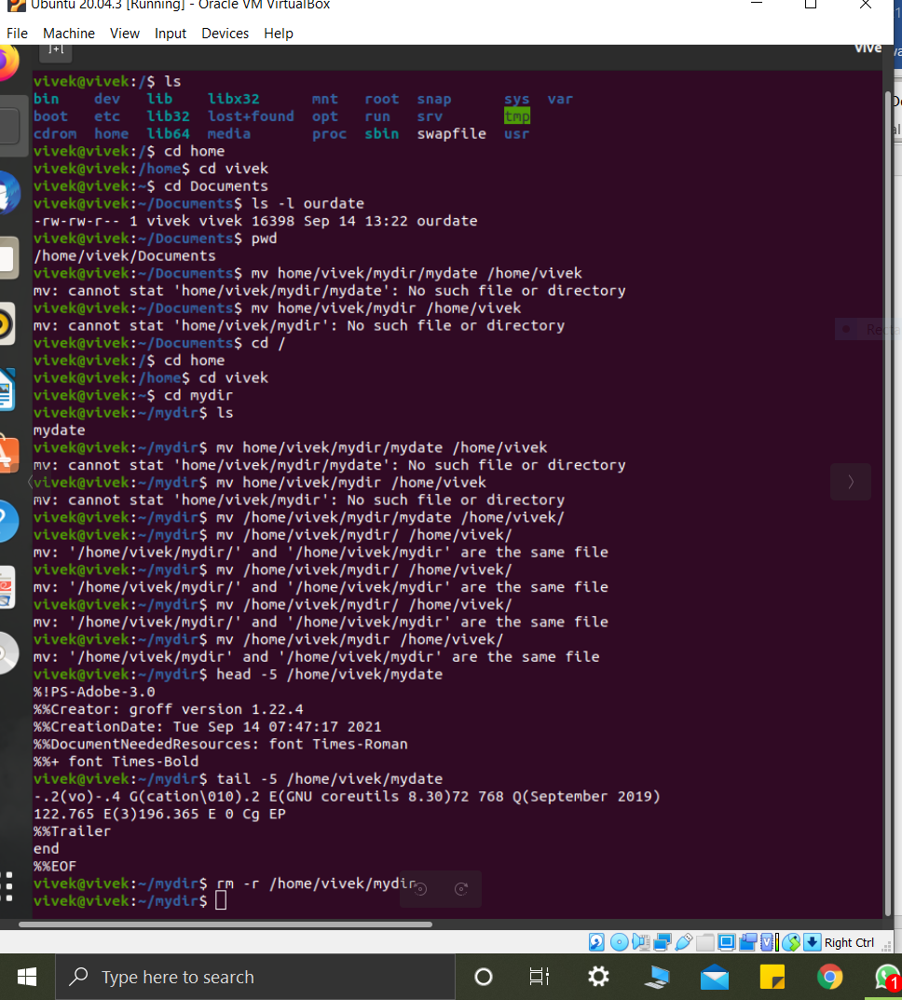 Ubuntu 20.04.3 [Running] - Oracle VM VirtualBox
File Machine View Input Devices Help
vive
vivek@vivek:/$ ls
bin dev lib libx32 mnt root snap sys var
boot etc lib32 lost+found opt run srv tmp
cdrom home lib64 media proc sbin swapfile usr
vivek@vivek:/$ cd home
vivek@vivek:/home$ cd vivek
vivek@vivek:~$ cd Documents
vivek@vivek:~/Documents$ ls -l ourdate
-rw-rw-r-- 1 vivek vivek 16398 Sep 14 13:22 ourdate
vivek@vivek:~/Documents$ pwd
/home/vivek/Documents
vivek@vivek:~/Documents$ mv home/vivek/mydir/mydate /home/vivek
mv: cannot stat 'home/vivek/mydir/mydate': No such file or directory
vivek@vivek:~/Documents$ mv home/vivek/mydir /home/vivek
mv: cannot stat 'home/vivek/mydir': No such file or directory
vivek@vivek:~/Documents$ cd /
vivek@vivek:/$ cd home
vivek@vivek:/home$ cd vivek
vivek@vivek:~$ cd mydir
vivek@vivek:~/mydir$ ls
mydate
vivek@vivek:~/mydir$ mv home/vivek/mydir/mydate /home/vivek
mv: cannot stat 'home/vivek/mydir/mydate': No such file or directory
vivek@vivek:~/mydir$ mv home/vivek/mydir /home/vivek
mv: cannot stat 'home/vivek/mydir': No such file or directory
vivek@vivek:~/mydir$ mv /home/vivek/mydir/mydate /home/vivek/
vivek@vivek:~/mydir$ mv /home/vivek/mydir/ /home/vivek/
mv: '/home/vivek/mydir/' and '/home/vivek/mydir' are the same file
vivek@vivek:~/mydir$ mv /home/vivek/mydir/ /home/vivek/
mv: '/home/vivek/mydir/' and '/home/vivek/mydir' are the same file
vivek@vivek:~/mydir$ mv /home/vivek/mydir/ /home/vivek/
mv: '/home/vivek/mydir/' and '/home/vivek/mydir' are the same file
vivek@vivek:~/mydir$ mv /home/vivek/mydir /home/vivek/
mv: '/home/vivek/mydir' and '/home/vivek/mydir' are the same file
vivek@vivek:~/mydir$ head -5 /home/vivek/mydate
%!PS-Adobe-3.0
%%Creator: groff version 1.22.4
%%CreationDate: Tue Sep 14 07:47:17 2021
%%DocumentNeededResources: font Times-Roman
%%+ font Times-Bold
vivek@vivek:~/mydir$ tail -5 /home/vivek/mydate
-.2(vo)-.4 G(cation\010).2 E(GNU coreutils 8.30)72 768 Q(September 2019)
122.765 E(3)196.365 E 0 Cg EP
%%Trailer
end
%%EOF
vivek@vivek:~/mydir$ rm -r /home/vivek/mydir
vivek@vivek:~/mydir$
Right Ctrl
Type here to search
1